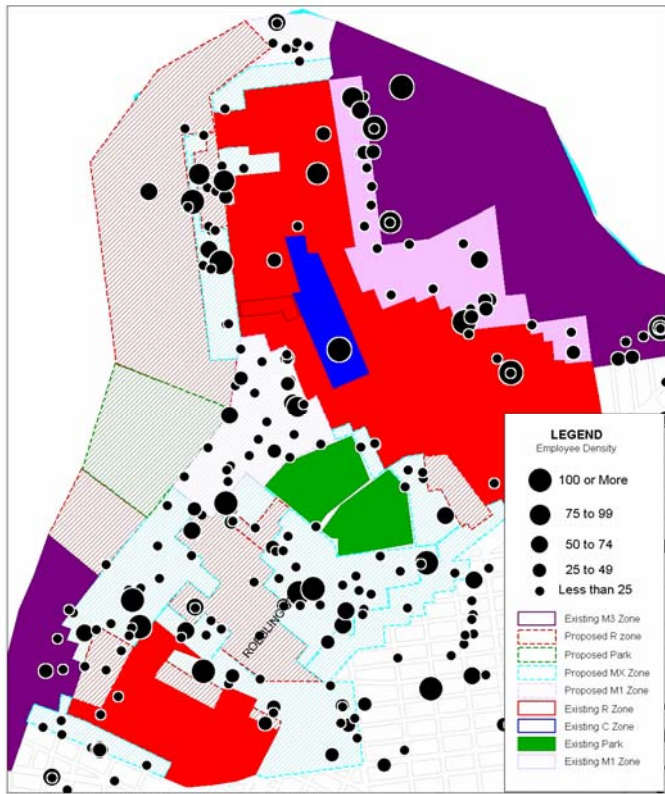 ROEBLING
LEGEND
Employee Density
100 or More
75 to 99
50 to 74
25 to 49
Less than 25
Existing M3 Zone
Proposed R zone
Proposed Park
Proposed MX Zone
Proposed M1 Zone
Existing R Zone
Existing C Zone
Existing Park
Existing M1 Zone